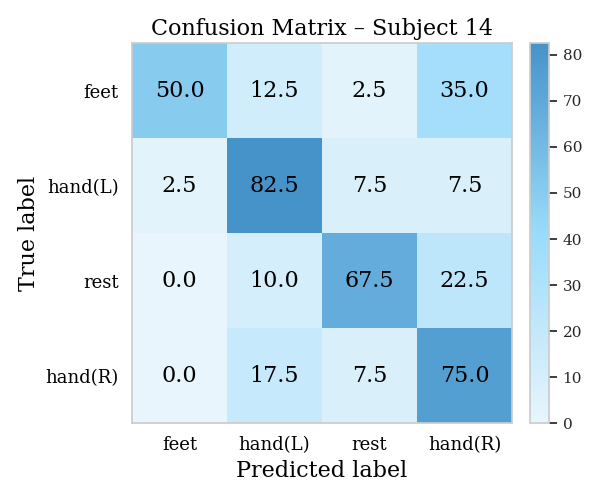 Confusion Matrix – Subject 14
feet 50.0 12.5 2.5 35.0
hand(L) 2.5 82.5 7.5 7.5
rest 0.0 10.0 67.5 22.5
hand(R) 0.0 17.5 7.5 75.0
feet hand(L) rest hand(R)
Predicted label
True label
80
70
60
50
40
30
20
10
0